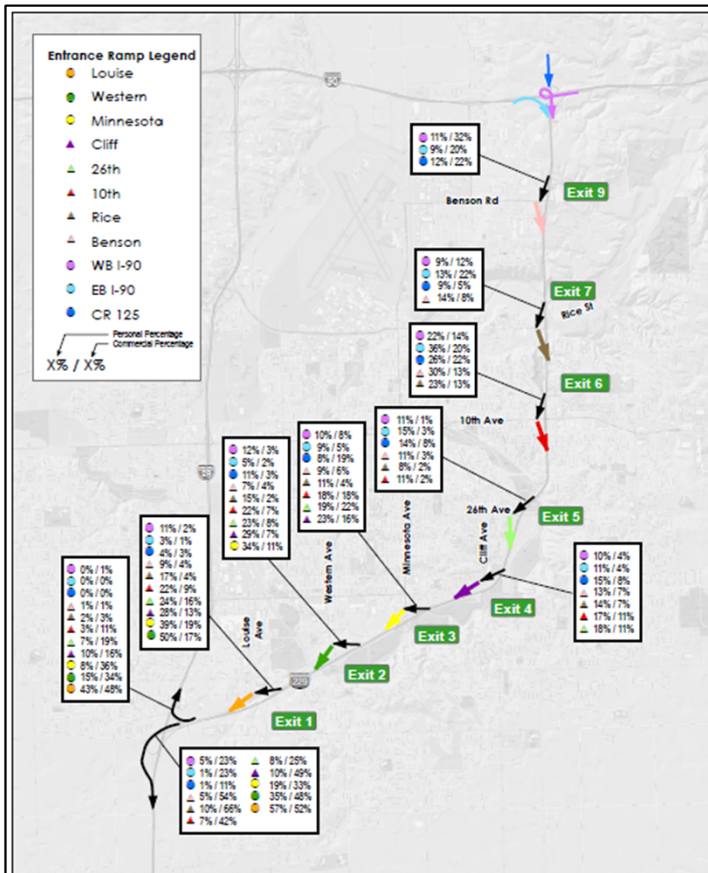 Entrance Ramp Legend
Louise
Western
Minnesota
Cliff
26th
10th
Rice
Benson
WB I-90
EB I-90
CR 125
Personal Percentage
Commercial Percentage
X% / X%
90
11% / 32%
9% / 20%
12% / 22%
Exit 9
Benson Rd
9% / 12%
13% / 22%
9% / 5%
14% / 8%
Exit 7
Rice St
22% / 14%
36% / 20%
26% / 22%
30% / 13%
23% / 13%
Exit 6
10th Ave
11% / 1%
15% / 3%
14% / 8%
11% / 3%
8% / 2%
11% / 2%
Exit 5
26th Ave
Cliff Ave
10% / 4%
11% / 4%
15% / 8%
13% / 7%
14% / 7%
17% / 11%
18% / 11%
Exit 4
10% / 8%
9% / 5%
8% / 19%
9% / 6%
11% / 4%
18% / 18%
19% / 22%
23% / 16%
Minnesota Ave
Exit 3
12% / 3%
5% / 2%
11% / 3%
7% / 4%
15% / 2%
22% / 7%
23% / 8%
29% / 7%
34% / 11%
Western Ave
Exit 2
229
11% / 2%
3% / 1%
4% / 3%
9% / 4%
17% / 4%
22% / 9%
24% / 16%
28% / 13%
39% / 19%
50% / 17%
Louise
Ave
Exit 1
0% / 1%
0% / 0%
0% / 0%
1% / 1%
2% / 3%
3% / 11%
7% / 19%
10% / 16%
8% / 36%
15% / 34%
43% / 48%
5% / 23%
1% / 23%
1% / 11%
5% / 54%
10% / 66%
7% / 42%
8% / 25%
10% / 49%
19% / 33%
35% / 48%
57% / 52%